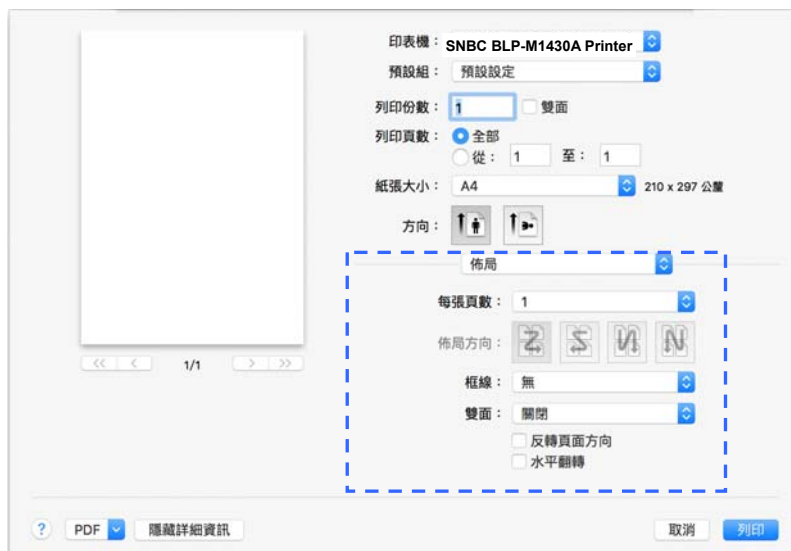 印表機： SNBC BLP-M1430A Printer
預設組： 預設設定
列印份數： 1 雙面
列印頁數： 全部
從： 1 至： 1
紙張大小： A4 210 x 297 公釐
方向：
佈局
每張頁數： 1
佈局方向：
框線： 無
雙面： 關閉
反轉頁面方向
水平翻轉
<< < 1/1 > >>
? PDF 隱藏詳細資訊 取消 列印